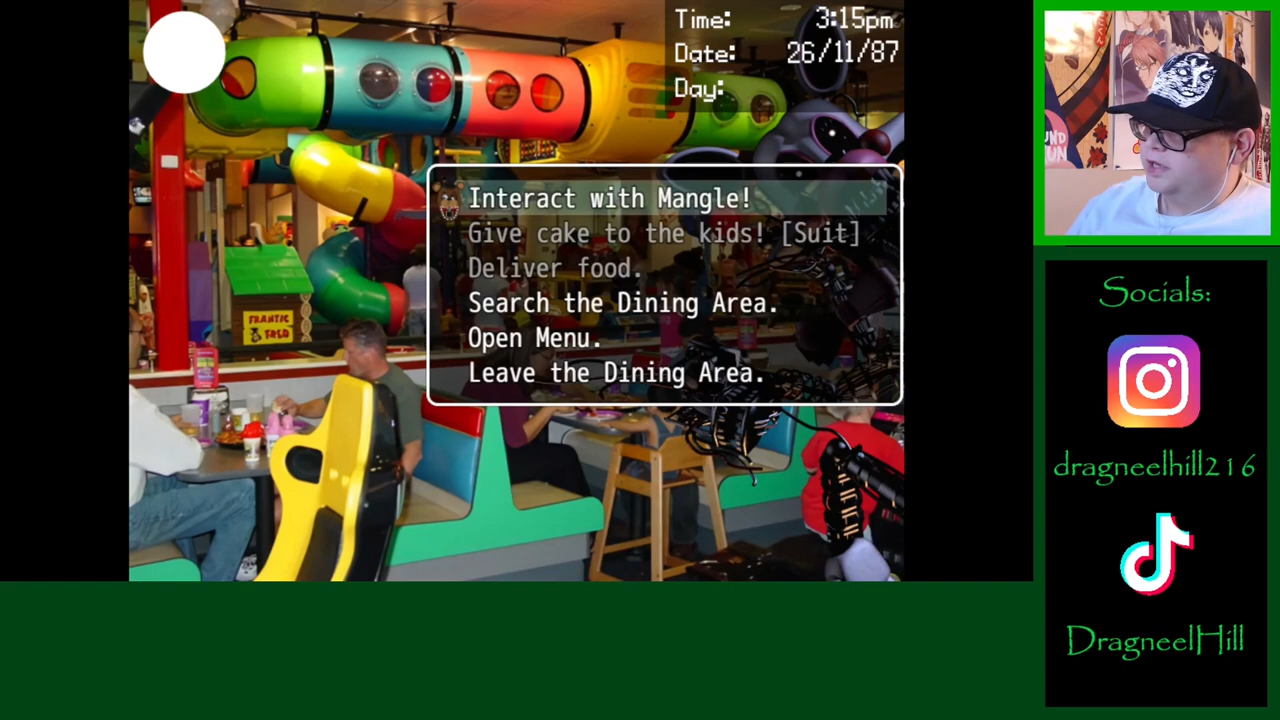 Time: 3:15pm
Date: 26/11/87
Day:
Interact with Mangle!
Give cake to the kids! [Suit]
Deliver food.
Search the Dining Area.
Open Menu.
Leave the Dining Area.
FRANTIC
FRED
Socials:
dragneelhill216
DragneelHill